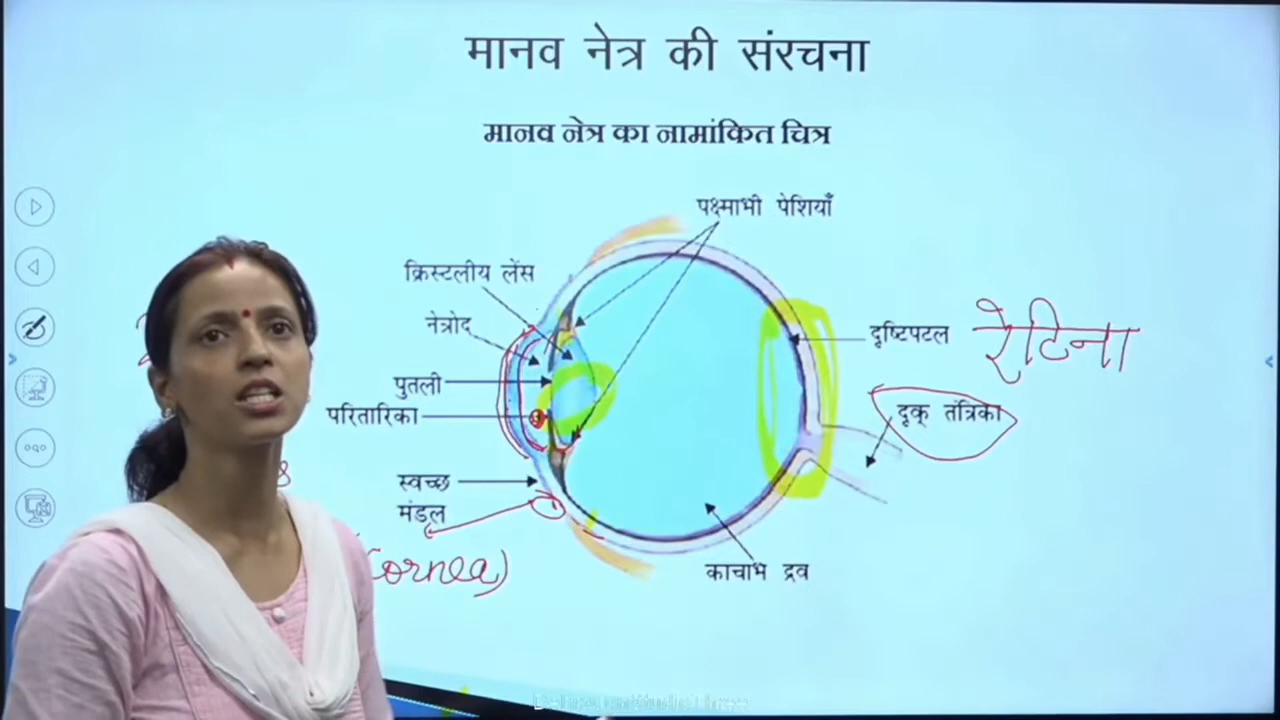 मानव नेत्र की संरचना
मानव नेत्र का नामांकित चित्र
पक्ष्माभी पेशियाँ
क्रिस्टलीय लेंस
नेत्रोद
पुतली
परितारिका
स्वच्छ
मंडल
(ornea)
दृष्टिपटल
रेटिना
दृक् तंत्रिका
काचाभ द्रव